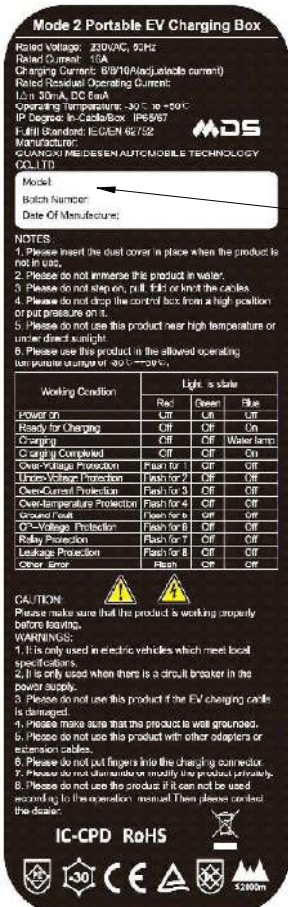 Mode 2 Portable EV Charging Box
Rated Voltage: 230VAC, 50Hz
Rated Current: 16A
Charging Current: 6/8/10A(adjustable current)
Rated Residual Operating Current:
I△n 30mA, DC 6mA
Operating Temperature: -30℃ to +50℃
IP Degree: In-Cable/Box IP65/67
Fulfill Standard: IEC/EN 62752
MDS
Manufacturer:
GUANGXI MEIDESEN AUTOMOBILE TECHNOLOGY
CO.,LTD
Model:
Batch Number:
Date Of Manufacture:
NOTES:
1. Please insert the dust cover in place when the product is
not in use.
2. Please do not immerse this product in water.
3. Please do not step on, pull, fold or knot the cables.
4. Please do not drop the control box from a high position
or put pressure on it.
5. Please do not use this product near high temperature or
under direct sunlight.
6. Please use this product in the allowed operating
temperature of -30℃~+50℃.
Working Condition Light is state
Red Green Blue
Power on Off On Off
Ready for Charging Off Off On
Charging Off Off Water lamp
Charging Completed Off Off On
Over-Voltage Protection Flash for 1 Off Off
Under-Voltage Protection Flash for 2 Off Off
Over-Current Protection Flash for 3 Off Off
Over-temperature Protection Flash for 4 Off Off
Ground Fault Flash for 5 Off Off
CP-Voltage Protection Flash for 6 Off Off
Relay Protection Flash for 7 Off Off
Leakage Protection Flash for 8 Off Off
Other Error Flash Off Off
CAUTION:
Please make sure that the product is working properly
before leaving.
WARNINGS:
1. It is only used in electric vehicles which meet local
specifications.
2. It is only used when there is a circuit breaker in the
power supply.
3. Please do not use this product if the EV charging cable
is damaged.
4. Please make sure that the product is well grounded.
5. Please do not use this product with other adapters or
extension cables.
6. Please do not put fingers into the charging connector.
7. Please do not dismantle or modify the product privately.
8. Please do not use the product if it can not be used
according to the operation manual.Then please contact
the dealer.
IC-CPD RoHS
-30 CE ≤2000m